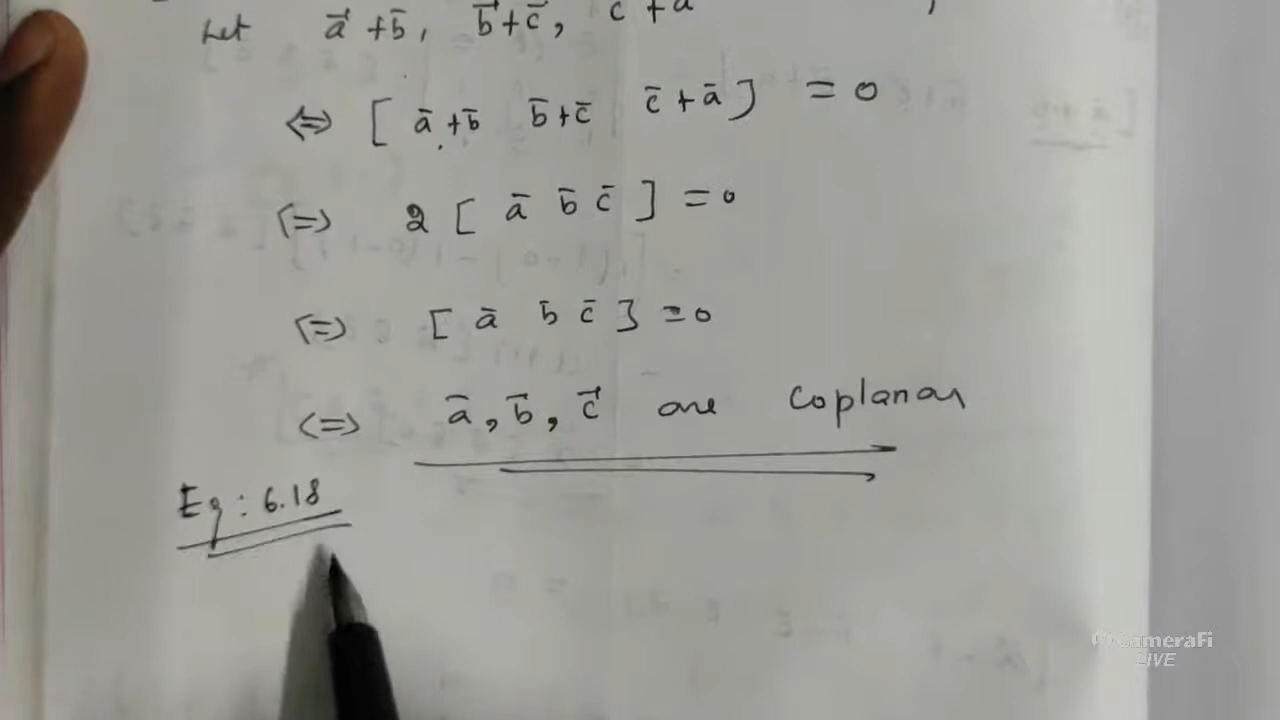 Let a⃗ + b̄, b⃗ + c̄, c + a
⇔ [ ā + b̄ b̄ + c̄ c̄ + ā ] = 0
⇔ 2 [ ā b̄ c̄ ] = 0
⇔ [ ā b̄ c̄ ] = 0
⇔ ā, b⃗, c⃗ are coplanar
Eg : 6.18
CameraFi
LIVE